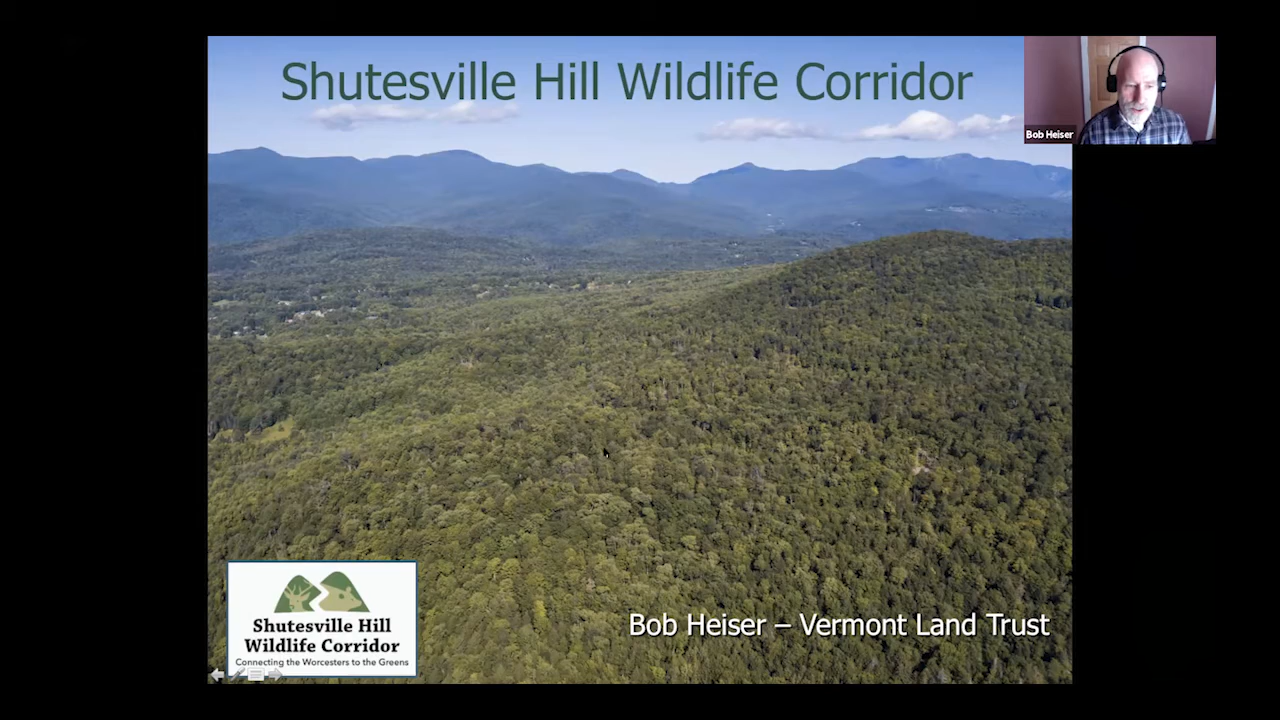 Shutesville Hill Wildlife Corridor
Bob Heiser
Shutesville Hill
Wildlife Corridor
Connecting the Worcesters to the Greens
Bob Heiser – Vermont Land Trust